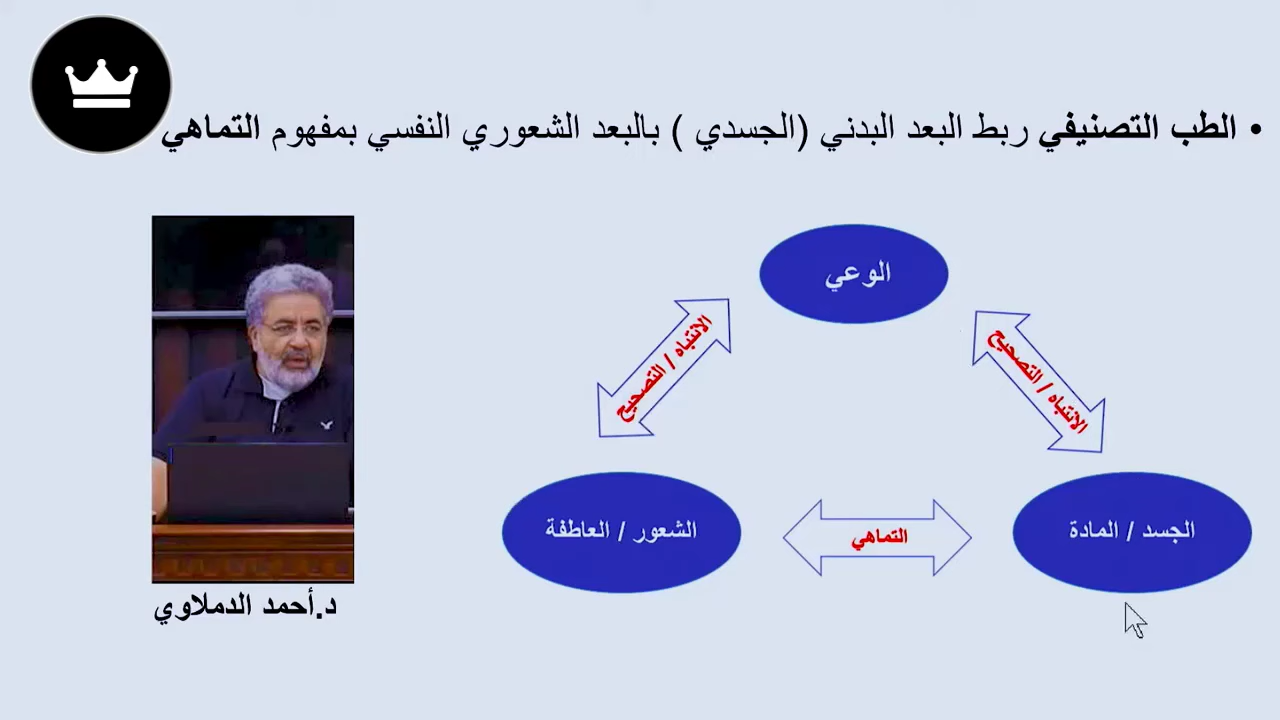 • الطب التصنيفي ربط البعد البدني (الجسدي ) بالبعد الشعوري النفسي بمفهوم التماهي
الوعي
الانتباه / التصحيح
الانتباه / التصحيح
الجسد / المادة
التماهي
الشعور / العاطفة
د.أحمد الدملاوي